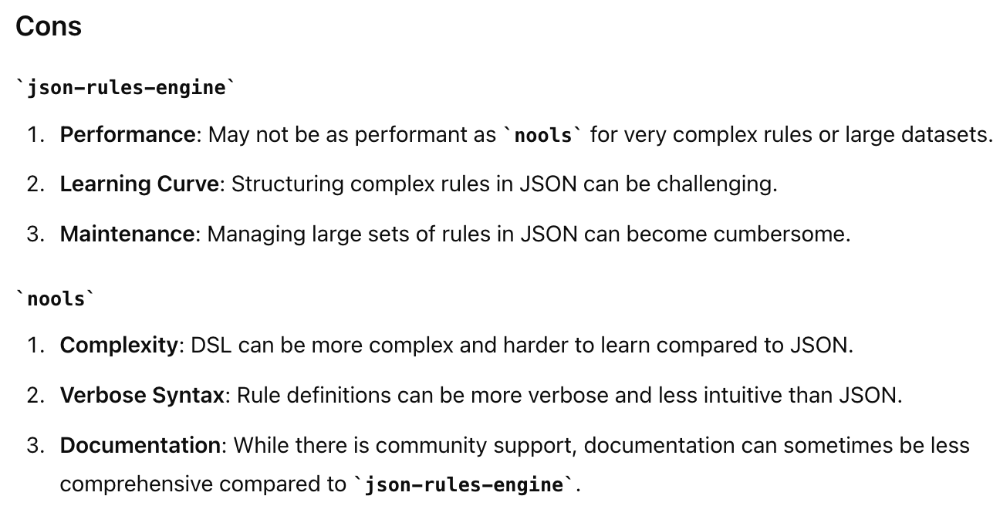 Cons
`json-rules-engine`
1. Performance: May not be as performant as `nools` for very complex rules or large datasets.
2. Learning Curve: Structuring complex rules in JSON can be challenging.
3. Maintenance: Managing large sets of rules in JSON can become cumbersome.
`nools`
1. Complexity: DSL can be more complex and harder to learn compared to JSON.
2. Verbose Syntax: Rule definitions can be more verbose and less intuitive than JSON.
3. Documentation: While there is community support, documentation can sometimes be less
comprehensive compared to `json-rules-engine`.